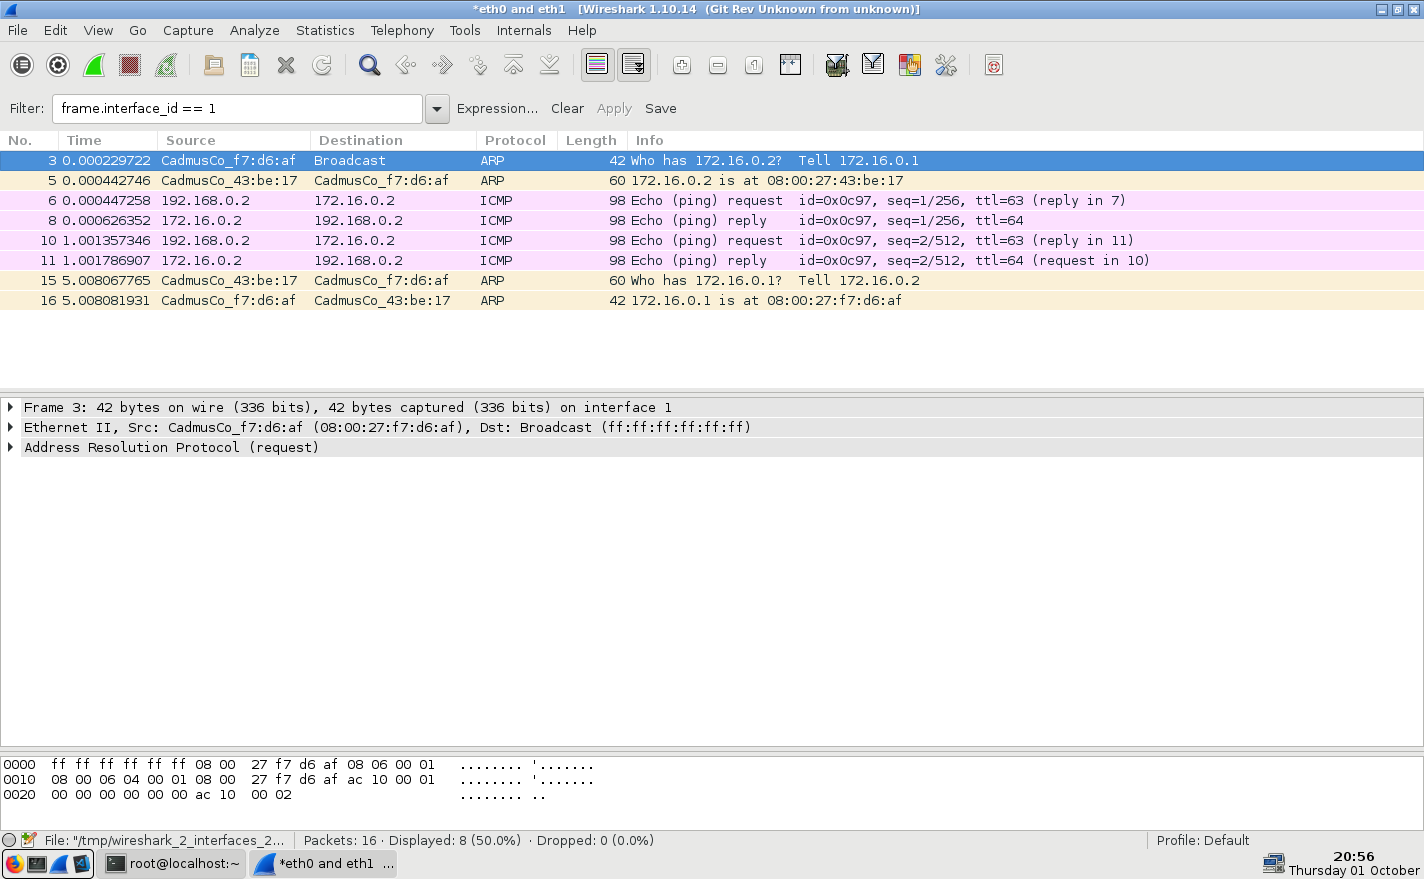 *eth0 and eth1   [Wireshark 1.10.14  (Git Rev Unknown from unknown)]
File Edit View Go Capture Analyze Statistics Telephony Tools Internals Help
Filter: frame.interface_id == 1 Expression... Clear Apply Save
No. Time Source Destination Protocol Length Info
3 0.000229722 CadmusCo_f7:d6:af Broadcast ARP 42 Who has 172.16.0.2?  Tell 172.16.0.1
5 0.000442746 CadmusCo_43:be:17 CadmusCo_f7:d6:af ARP 60 172.16.0.2 is at 08:00:27:43:be:17
6 0.000447258 192.168.0.2 172.16.0.2 ICMP 98 Echo (ping) request  id=0x0c97, seq=1/256, ttl=63 (reply in 7)
8 0.000626352 172.16.0.2 192.168.0.2 ICMP 98 Echo (ping) reply    id=0x0c97, seq=1/256, ttl=64
10 1.001357346 192.168.0.2 172.16.0.2 ICMP 98 Echo (ping) request  id=0x0c97, seq=2/512, ttl=63 (reply in 11)
11 1.001786907 172.16.0.2 192.168.0.2 ICMP 98 Echo (ping) reply    id=0x0c97, seq=2/512, ttl=64 (request in 10)
15 5.008067765 CadmusCo_43:be:17 CadmusCo_f7:d6:af ARP 60 Who has 172.16.0.1?  Tell 172.16.0.2
16 5.008081931 CadmusCo_f7:d6:af CadmusCo_43:be:17 ARP 42 172.16.0.1 is at 08:00:27:f7:d6:af
Frame 3: 42 bytes on wire (336 bits), 42 bytes captured (336 bits) on interface 1
Ethernet II, Src: CadmusCo_f7:d6:af (08:00:27:f7:d6:af), Dst: Broadcast (ff:ff:ff:ff:ff:ff)
Address Resolution Protocol (request)
0000  ff ff ff ff ff ff 08 00  27 f7 d6 af 08 06 00 01   ........ '.......
0010  08 00 06 04 00 01 08 00  27 f7 d6 af ac 10 00 01   ........ '.......
0020  00 00 00 00 00 00 ac 10  00 02                     ........ ..
File: "/tmp/wireshark_2_interfaces_2... Packets: 16 · Displayed: 8 (50.0%)  · Dropped: 0 (0.0%) Profile: Default
root@localhost:~ *eth0 and eth1  ... 20:56
Thursday 01 October